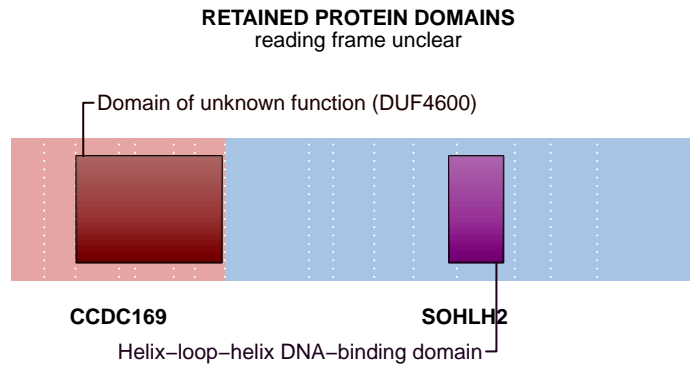 RETAINED PROTEIN DOMAINS
reading frame unclear
Domain of unknown function (DUF4600)
CCDC169
SOHLH2
Helix−loop−helix DNA−binding domain